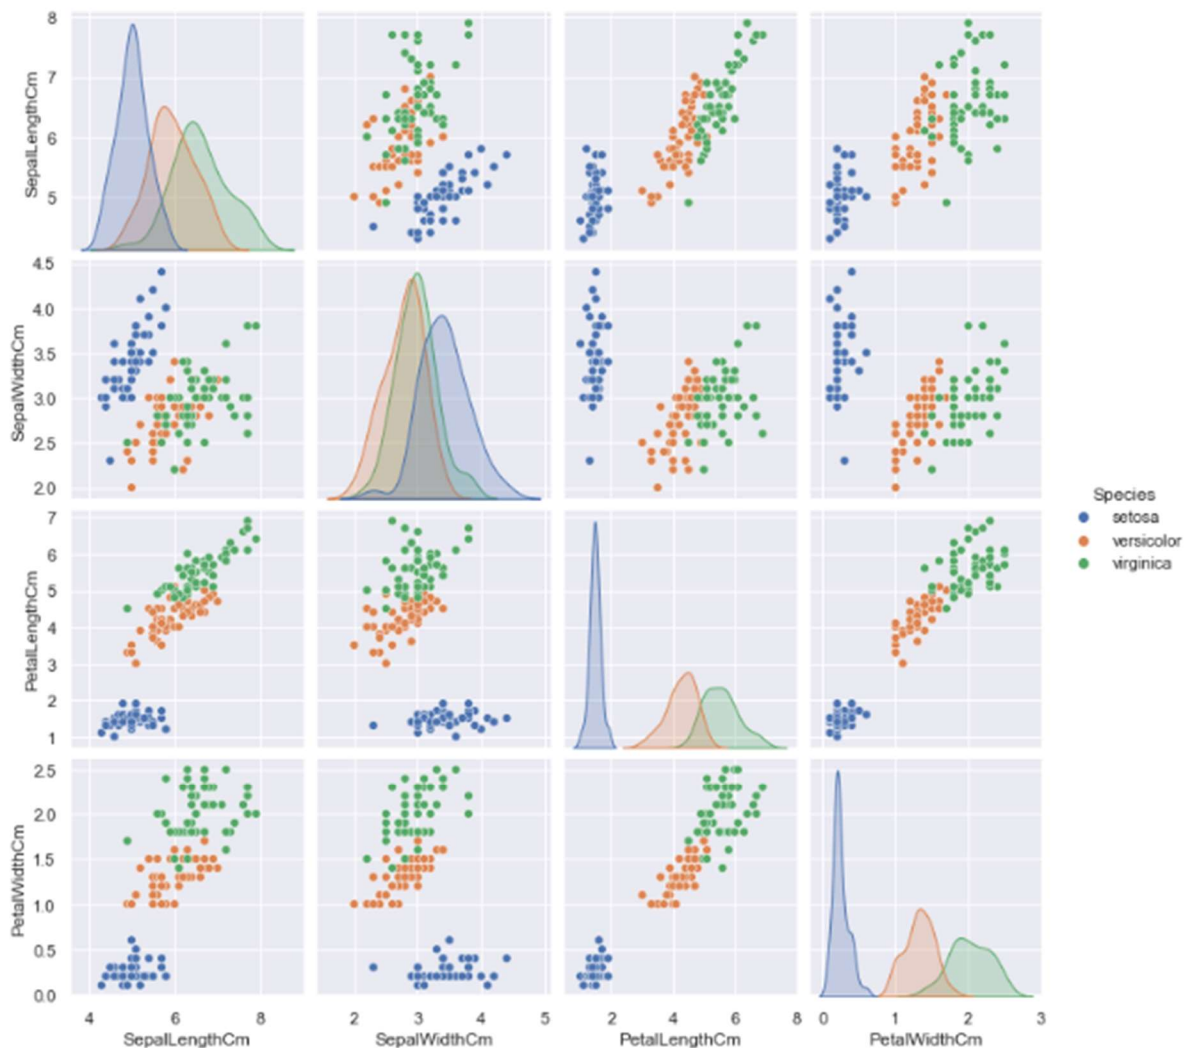 8
7
6
5
SepalLengthCm
4.5
4.0
3.5
3.0
2.5
2.0
SepalWidthCm
7
6
5
4
3
2
1
PetalLengthCm
2.5
2.0
1.5
1.0
0.5
0.0
PetalWidthCm
4 6 8
SepalLengthCm
2 3 4 5
SepalWidthCm
2 4 6 8
PetalLengthCm
0 1 2 3
PetalWidthCm
Species
setosa
versicolor
virginica